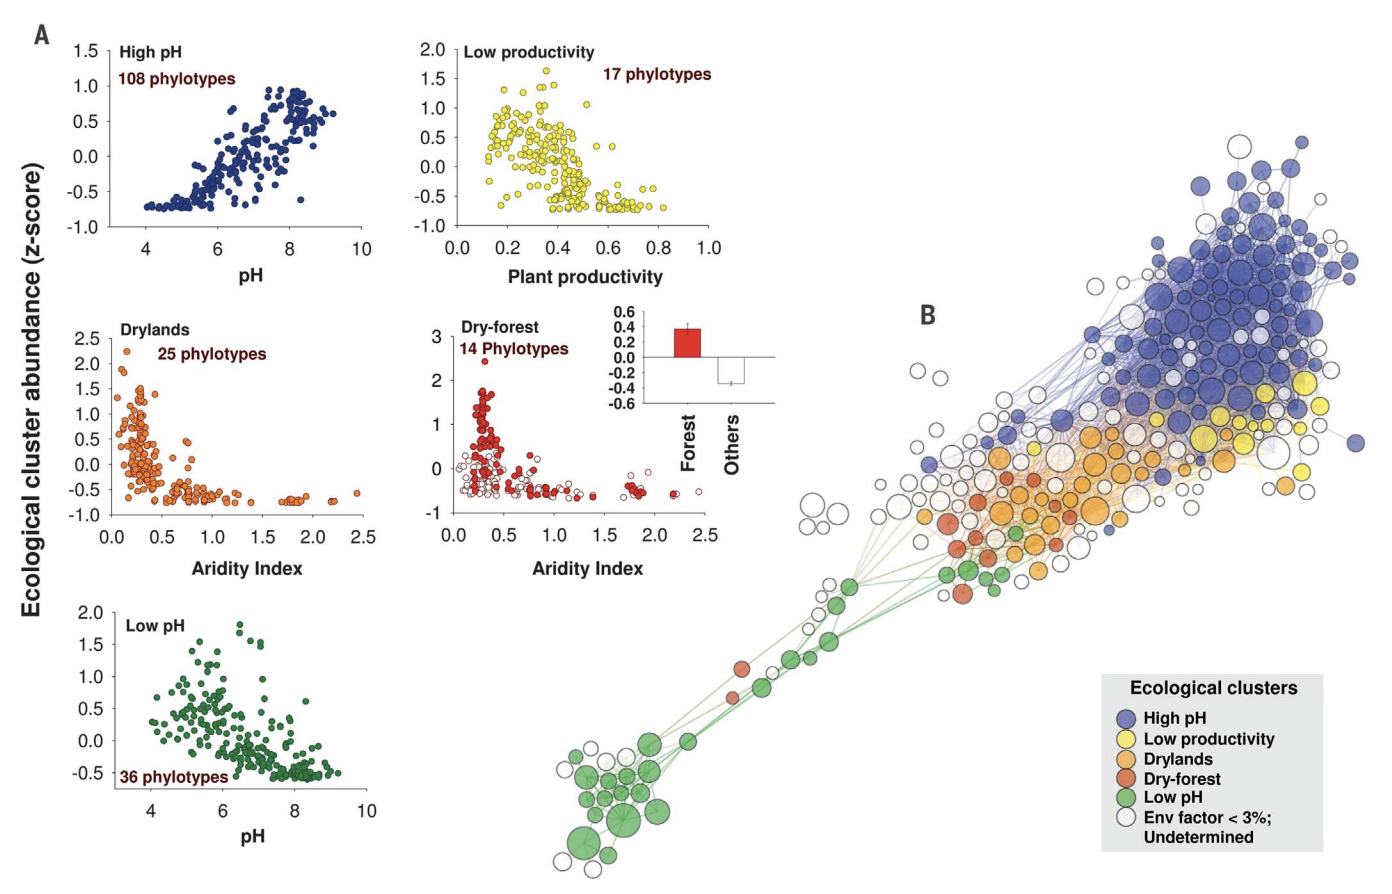 A
Ecological cluster abundance (z-score)
High pH
108 phylotypes
1.5
1.0
0.5
0.0
-0.5
-1.0
4 6 8 10
pH
Low productivity
17 phylotypes
2.0
1.5
1.0
0.5
0.0
-0.5
-1.0
0.0 0.2 0.4 0.6 0.8 1.0
Plant productivity
Drylands
25 phylotypes
2.5
2.0
1.5
1.0
0.5
0.0
-0.5
-1.0
0.0 0.5 1.0 1.5 2.0 2.5
Aridity Index
Dry-forest
14 Phylotypes
3
2
1
0
-1
0.0 0.5 1.0 1.5 2.0 2.5
Aridity Index
0.6
0.4
0.2
0.0
-0.2
-0.4
-0.6
Forest
Others
Low pH
36 phylotypes
2.0
1.5
1.0
0.5
0.0
-0.5
4 6 8 10
pH
B
Ecological clusters
High pH
Low productivity
Drylands
Dry-forest
Low pH
Env factor < 3%;
Undetermined